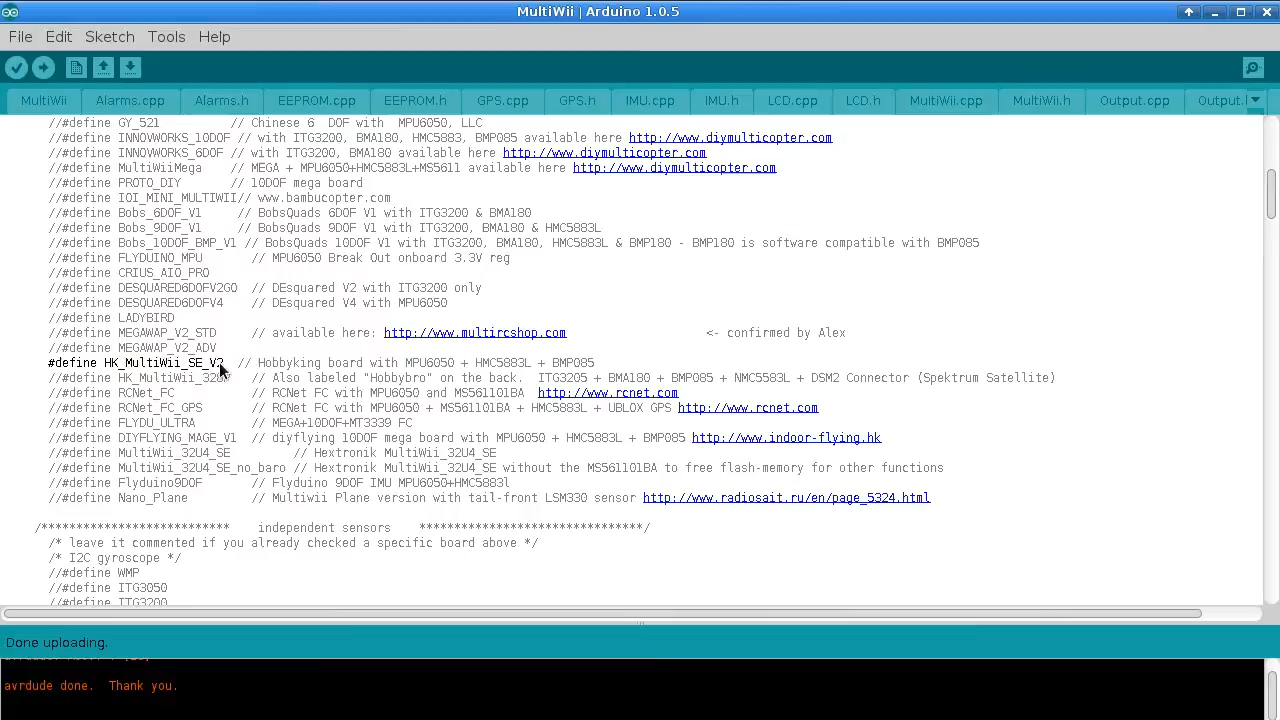 MultiWii | Arduino 1.0.5
File Edit Sketch Tools Help
MultiWii Alarms.cpp Alarms.h EEPROM.cpp EEPROM.h GPS.cpp GPS.h IMU.cpp IMU.h LCD.cpp LCD.h MultiWii.cpp MultiWii.h Output.cpp Output.
//#define GY_521 // Chinese 6 DOF with MPU6050, LLC
//#define INNOVWORKS_10DOF // with ITG3200, BMA180, HMC5883, BMP085 available here http://www.diymulticopter.com
//#define INNOVWORKS_6DOF // with ITG3200, BMA180 available here http://www.diymulticopter.com
//#define MultiWiiMega // MEGA + MPU6050+HMC5883L+MS5611 available here http://www.diymulticopter.com
//#define PROTO_DIY // 10DOF mega board
//#define IOI_MINI_MULTIWII// www.bambucopter.com
//#define Bobs_6DOF_V1 // BobsQuads 6DOF V1 with ITG3200 & BMA180
//#define Bobs_9DOF_V1 // BobsQuads 9DOF V1 with ITG3200, BMA180 & HMC5883L
//#define Bobs_10DOF_BMP_V1 // BobsQuads 10DOF V1 with ITG3200, BMA180, HMC5883L & BMP180 - BMP180 is software compatible with BMP085
//#define FLYDUINO_MPU // MPU6050 Break Out onboard 3.3V reg
//#define CRIUS_AIO_PRO
//#define DESQUARED6DOFV2GO // DEsquared V2 with ITG3200 only
//#define DESQUARED6DOFV4 // DEsquared V4 with MPU6050
//#define LADYBIRD
//#define MEGAWAP_V2_STD // available here: http://www.multircshop.com <- confirmed by Alex
//#define MEGAWAP_V2_ADV
#define HK_MultiWii_SE_V2 // Hobbyking board with MPU6050 + HMC5883L + BMP085
//#define HK_MultiWii_328P // Also labeled "Hobbybro" on the back. ITG3205 + BMA180 + BMP085 + NMC5583L + DSM2 Connector (Spektrum Satellite)
//#define RCNet_FC // RCNet FC with MPU6050 and MS561101BA http://www.rcnet.com
//#define RCNet_FC_GPS // RCNet FC with MPU6050 + MS561101BA + HMC5883L + UBLOX GPS http://www.rcnet.com
//#define FLYDU_ULTRA // MEGA+10DOF+MT3339 FC
//#define DIYFLYING_MAGE_V1 // diyflying 10DOF mega board with MPU6050 + HMC5883L + BMP085 http://www.indoor-flying.hk
//#define MultiWii_32U4_SE // Hextronik MultiWii_32U4_SE
//#define MultiWii_32U4_SE_no_baro // Hextronik MultiWii_32U4_SE without the MS561101BA to free flash-memory for other functions
//#define Flyduino9DOF // Flyduino 9DOF IMU MPU6050+HMC5883l
//#define Nano_Plane // Multiwii Plane version with tail-front LSM330 sensor http://www.radiosait.ru/en/page_5324.html
/*************************** independent sensors ********************************/
/* leave it commented if you already checked a specific board above */
/* I2C gyroscope */
//#define WMP
//#define ITG3050
//#define ITG3200
Done uploading.
avrdude done. Thank you.